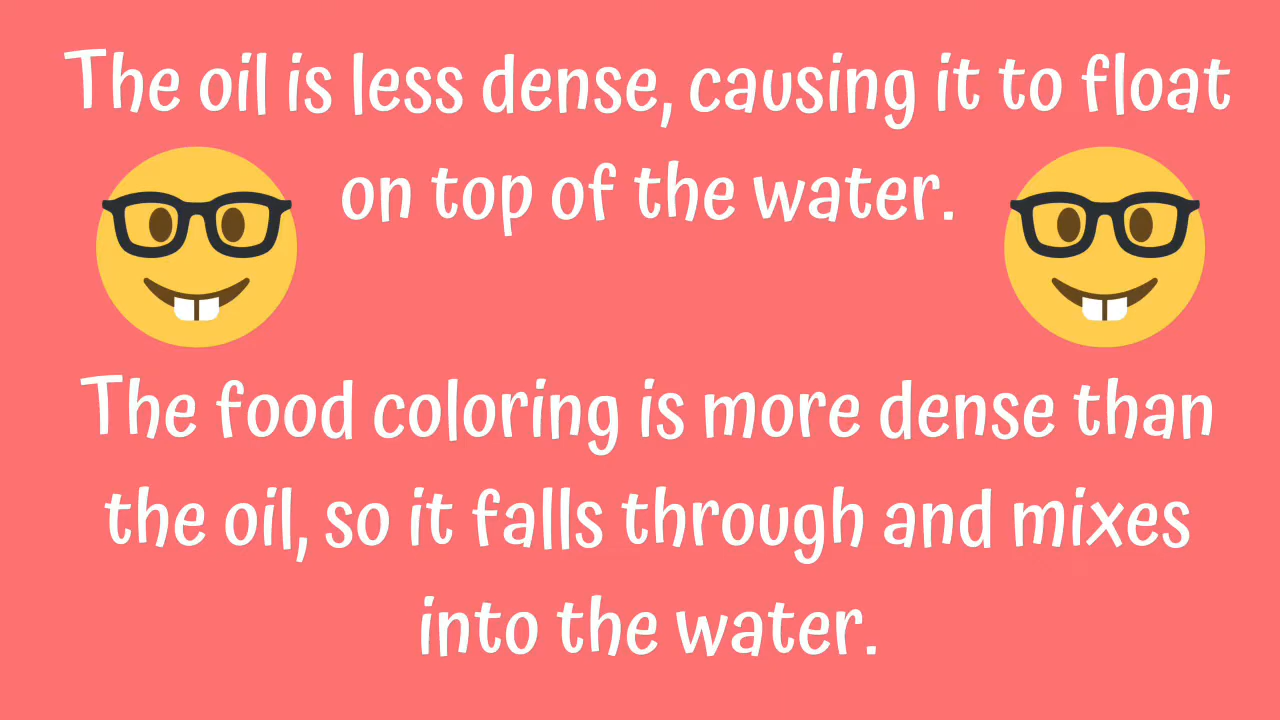 The oil is less dense, causing it to float
on top of the water.
The food coloring is more dense than
the oil, so it falls through and mixes
into the water.